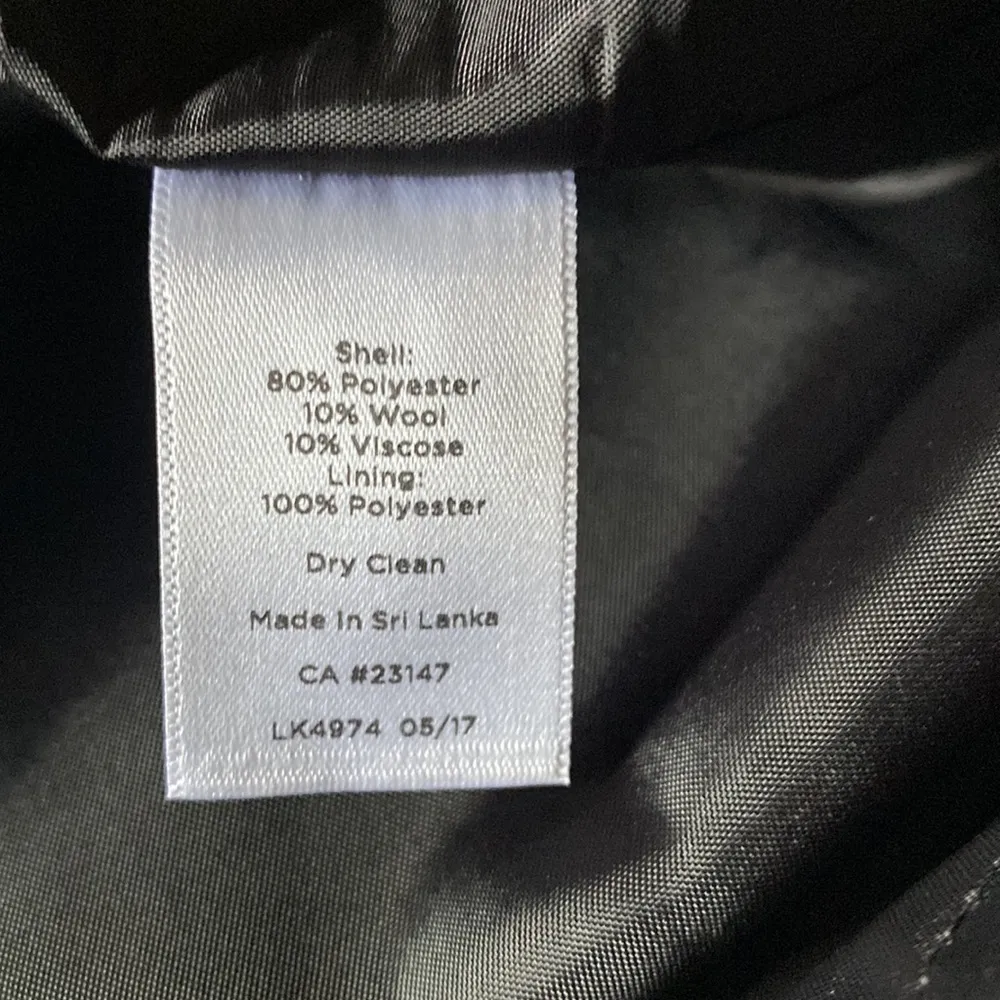 Shell:
80% Polyester
10% Wool
10% Viscose
Lining:
100% Polyester
Dry Clean
Made In Sri Lanka
CA #23147
LK4974 05/17